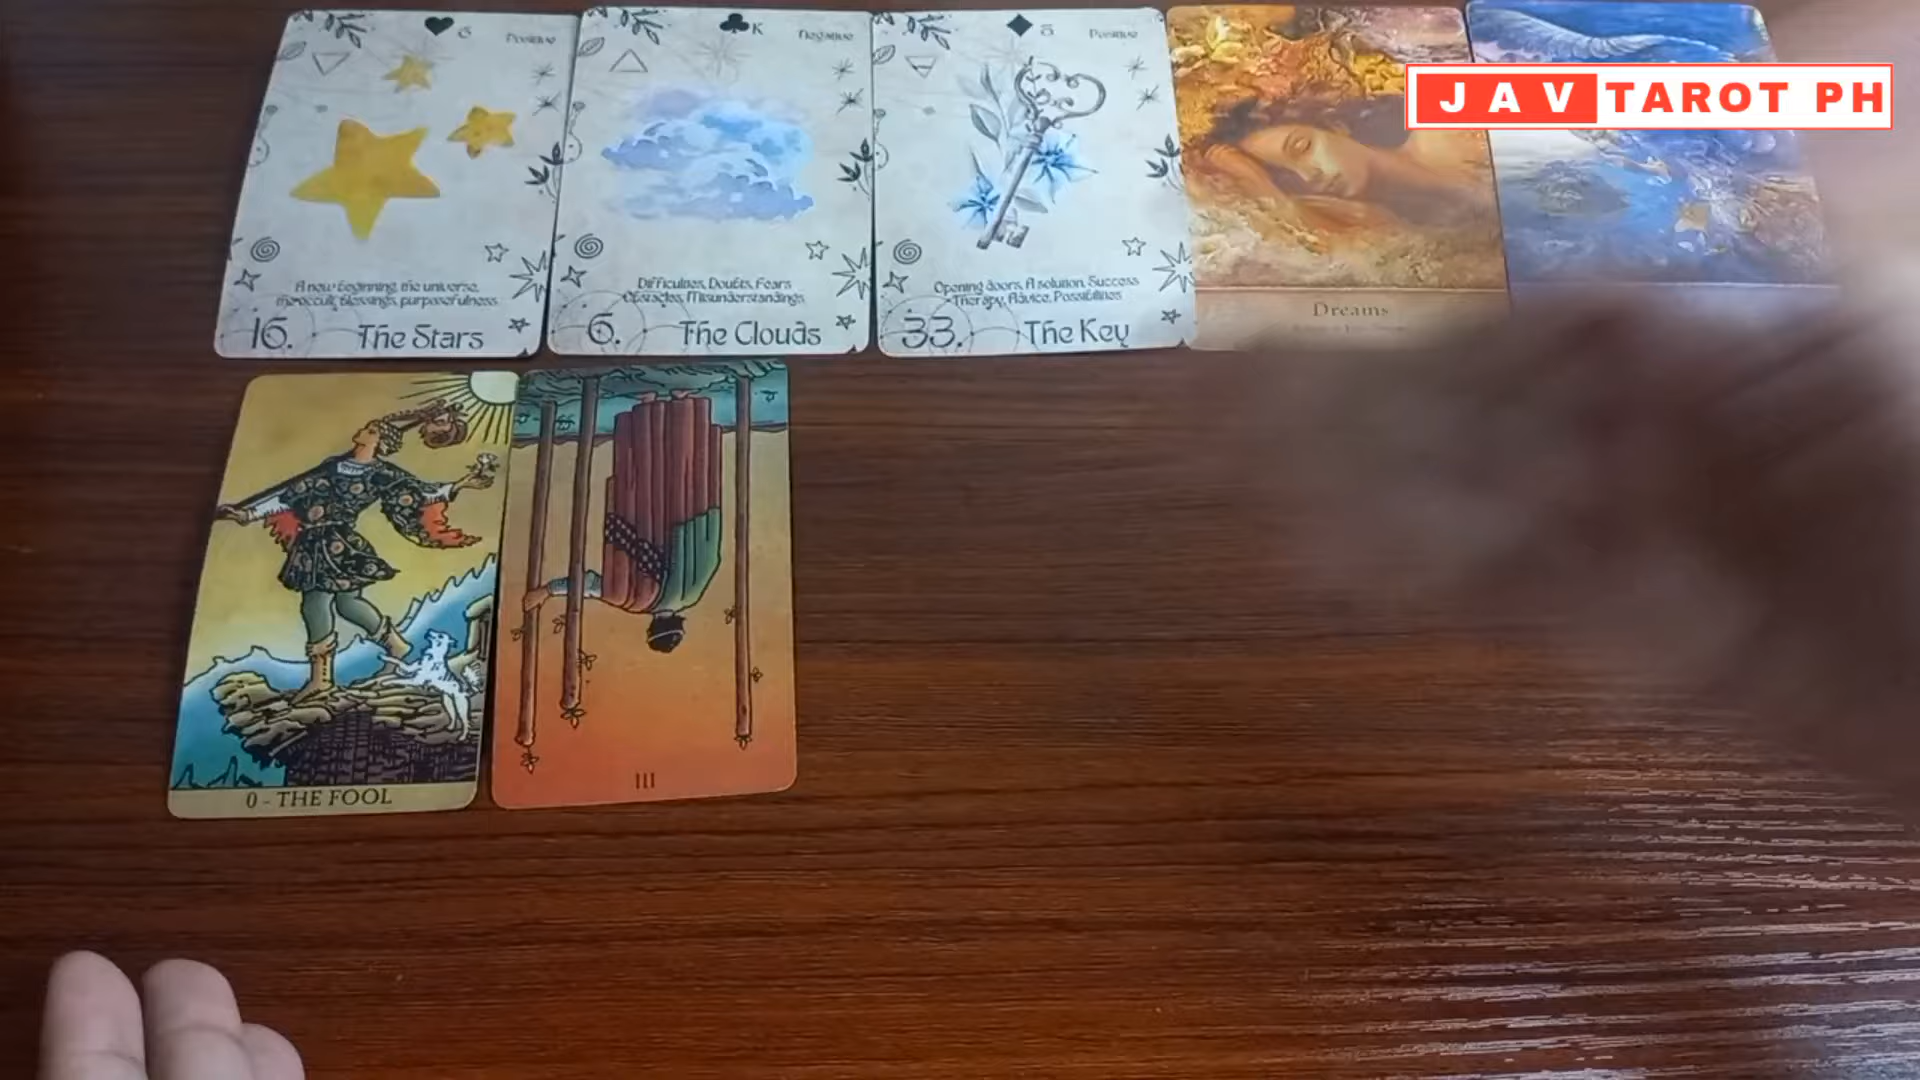 Positive
K Negative
Positive
JAV TAROT PH
A new beginning, the universe,
the occult, blessings, purposefulness
16. The Stars
Difficulties, Doubts, Fears
Obstacles, Misunderstandings
6. The Clouds
Opening doors, A solution, Success
Therapy, Advice, Possibilities
33. The Key
Dreams
0 - THE FOOL
III